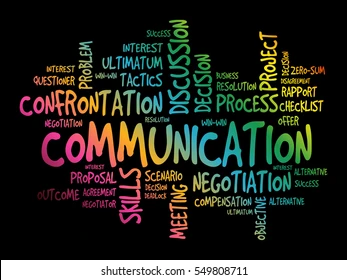 SUCCESS
INTEREST
ULTIMATUM
TACTICS
WIN-WIN
PROBLEM
INTEREST
QUESTIONER
DISCUSSION
DECISION
BUSINESS
RESOLUTION
PROCESS
PROJECT
DECISION
ZERO-SUM
DISAGREEMENT
RAPPORT
CHECKLIST
OFFER
CONFRONTATION
NEGOTIATION
RESOLUTION
WIN-WIN
COMMUNICATION
INTEREST
PROPOSAL
OUTCOME
AGREEMENT
NEGOTIATOR
SKILLS
SCENARIO
DECISION
DEADLOCK
MEETING
NEGOTIATION
COMPENSATION
ULTIMATUM
OBJECTIVE
INTEREST
ALTERNATIVE
SUCCESS
ALTERNATIVE
shutterstock.com · 549808711